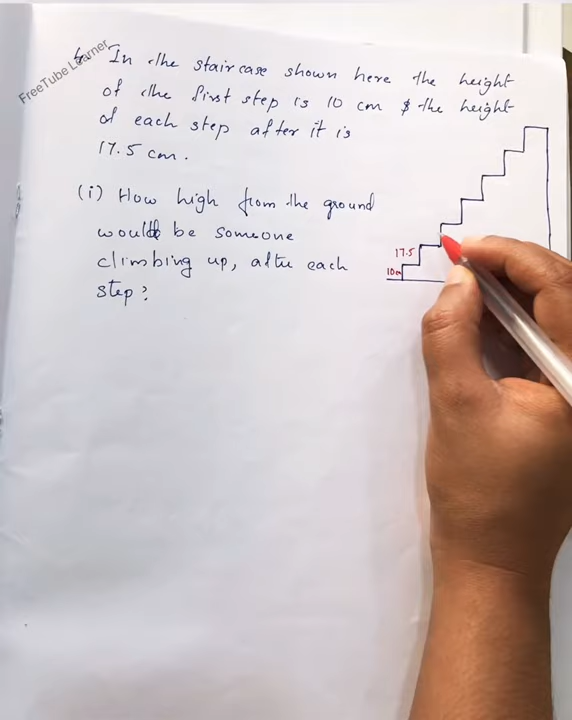 FreeTube Learner
4. In the staircase shown here the height
of the first step is 10 cm & the height
of each step after it is
17.5 cm.
(i) How high from the ground
would be someone
climbing up, after each
step?
17.5
10cm